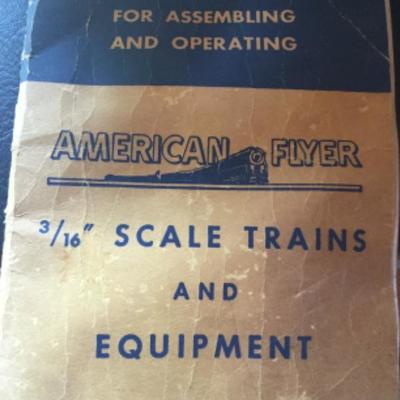 FOR ASSEMBLING
AND OPERATING
AMERICAN FLYER
3/16" SCALE TRAINS
AND
EQUIPMENT